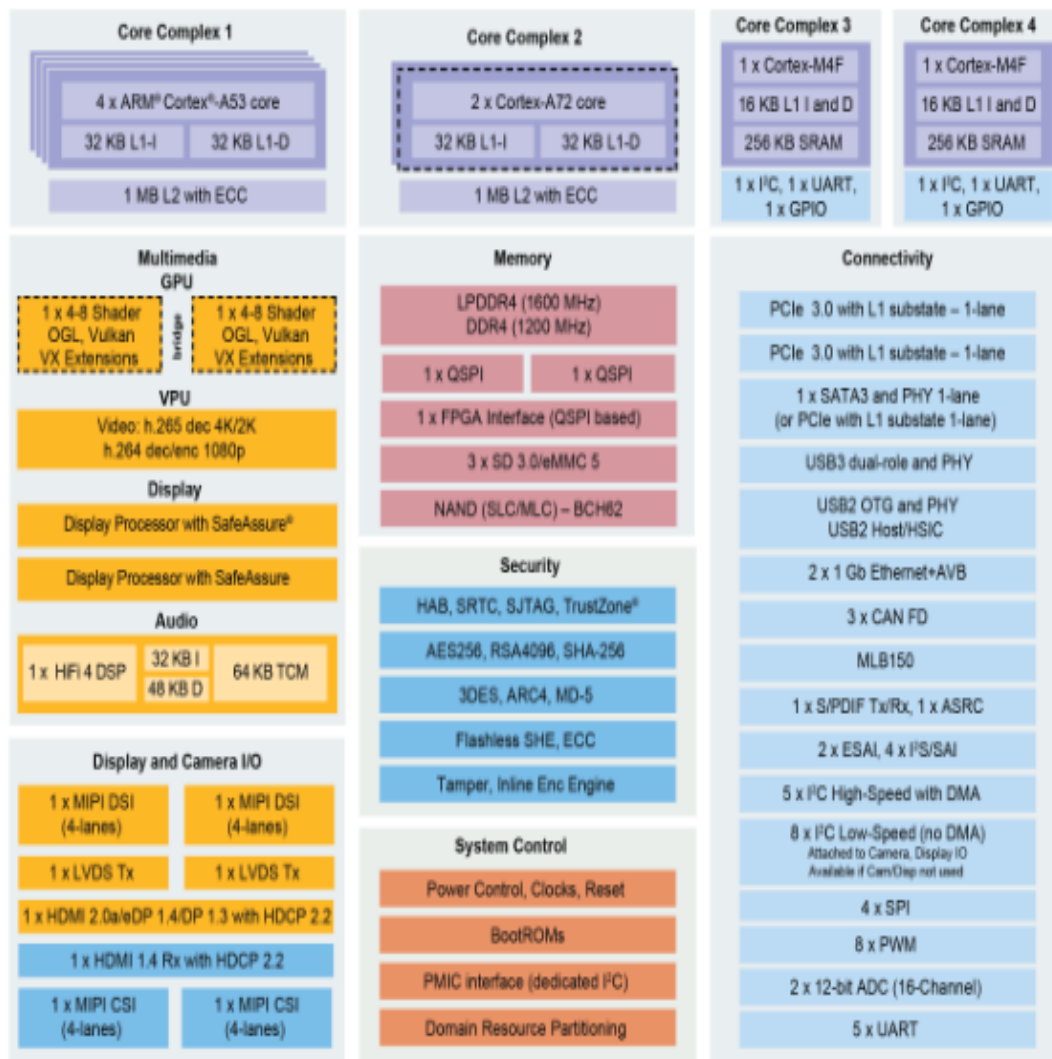 Core Complex 1
4 x ARM® Cortex®-A53 core
32 KB L1-I
32 KB L1-D
1 MB L2 with ECC
Core Complex 2
2 x Cortex-A72 core
32 KB L1-I
32 KB L1-D
1 MB L2 with ECC
Core Complex 3
1 x Cortex-M4F
16 KB L1 I and D
256 KB SRAM
1 x I²C, 1 x UART,
1 x GPIO
Core Complex 4
1 x Cortex-M4F
16 KB L1 I and D
256 KB SRAM
1 x I²C, 1 x UART,
1 x GPIO
Multimedia
GPU
1 x 4-8 Shader
OGL, Vulkan
VX Extensions
bridge
1 x 4-8 Shader
OGL, Vulkan
VX Extensions
VPU
Video: h.265 dec 4K/2K
h.264 dec/enc 1080p
Display
Display Processor with SafeAssure®
Display Processor with SafeAssure
Audio
1 x HiFi 4 DSP
32 KB I
48 KB D
64 KB TCM
Display and Camera I/O
1 x MIPI DSI
(4-lanes)
1 x MIPI DSI
(4-lanes)
1 x LVDS Tx
1 x LVDS Tx
1 x HDMI 2.0a/eDP 1.4/DP 1.3 with HDCP 2.2
1 x HDMI 1.4 Rx with HDCP 2.2
1 x MIPI CSI
(4-lanes)
1 x MIPI CSI
(4-lanes)
Memory
LPDDR4 (1600 MHz)
DDR4 (1200 MHz)
1 x QSPI
1 x QSPI
1 x FPGA Interface (QSPI based)
3 x SD 3.0/eMMC 5
NAND (SLC/MLC) – BCH62
Security
HAB, SRTC, SJTAG, TrustZone®
AES256, RSA4096, SHA-256
3DES, ARC4, MD-5
Flashless SHE, ECC
Tamper, Inline Enc Engine
System Control
Power Control, Clocks, Reset
BootROMs
PMIC interface (dedicated I²C)
Domain Resource Partitioning
Connectivity
PCIe 3.0 with L1 substate – 1-lane
PCIe 3.0 with L1 substate – 1-lane
1 x SATA3 and PHY 1-lane
(or PCIe with L1 substate 1-lane)
USB3 dual-role and PHY
USB2 OTG and PHY
USB2 Host/HSIC
2 x 1 Gb Ethernet+AVB
3 x CAN FD
MLB150
1 x S/PDIF Tx/Rx, 1 x ASRC
2 x ESAI, 4 x I²S/SAI
5 x I²C High-Speed with DMA
8 x I²C Low-Speed (no DMA)
Attached to Camera, Display IO
Available if Cam/Disp not used
4 x SPI
8 x PWM
2 x 12-bit ADC (16-Channel)
5 x UART